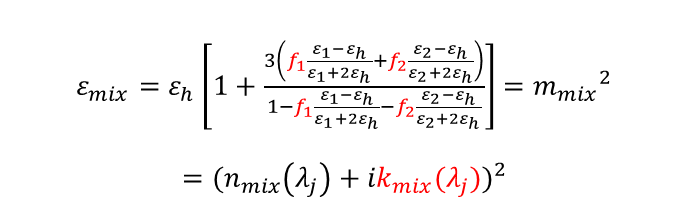 ε_mix = ε_h [1 + 3(f_1 (ε_1−ε_h)/(ε_1+2ε_h) + f_2 (ε_2−ε_h)/(ε_2+2ε_h)) / (1−f_1 (ε_1−ε_h)/(ε_1+2ε_h) − f_2 (ε_2−ε_h)/(ε_2+2ε_h))] = m_mix^2
= (n_mix(λ_j) + ik_mix(λ_j))^2